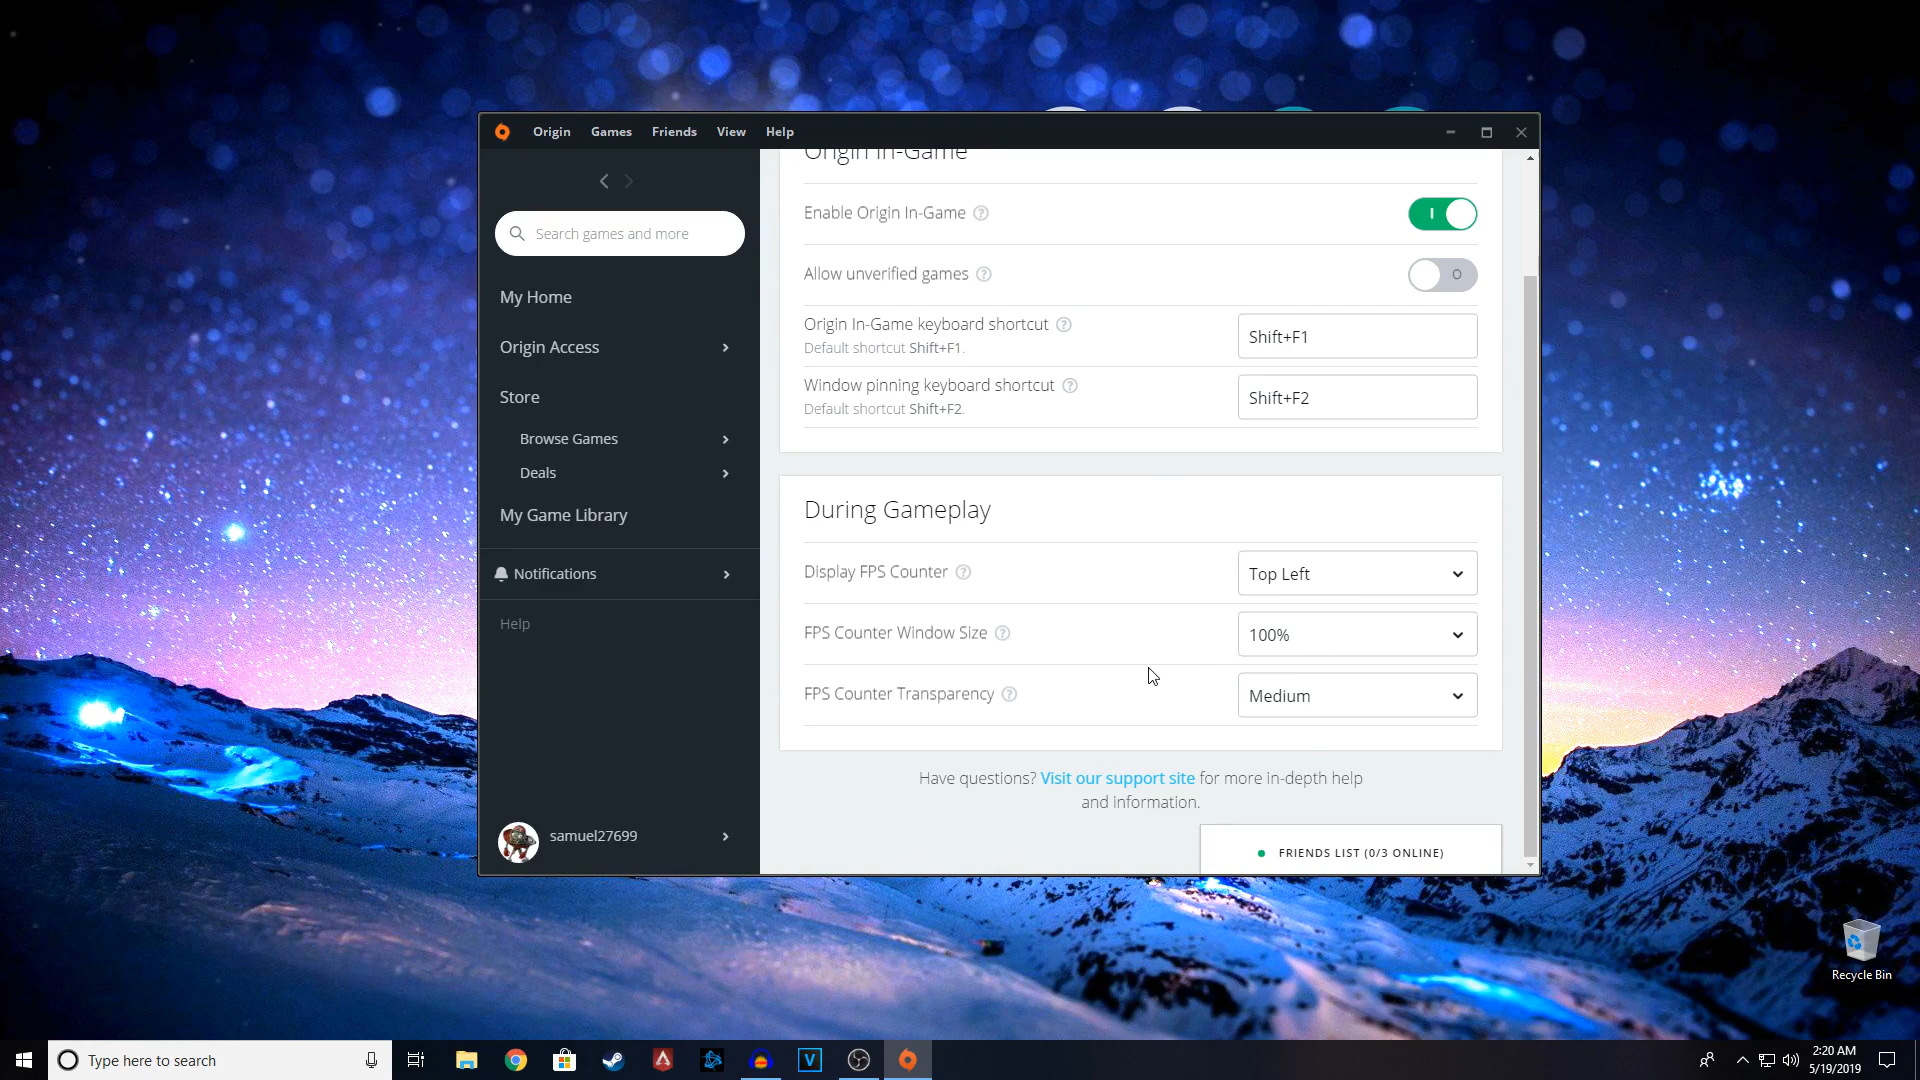 Origin Games Friends View Help
Origin In-Game
Search games and more
Enable Origin In-Game ?
I
My Home
Allow unverified games ?
O
Origin Access
Origin In-Game keyboard shortcut ?
Default shortcut Shift+F1.
Shift+F1
Store
Window pinning keyboard shortcut ?
Default shortcut Shift+F2.
Shift+F2
Browse Games
Deals
My Game Library
During Gameplay
Notifications
Display FPS Counter ?
Top Left
Help
FPS Counter Window Size ?
100%
FPS Counter Transparency ?
Medium
Have questions? Visit our support site for more in-depth help
and information.
samuel27699
FRIENDS LIST (0/3 ONLINE)
Recycle Bin
Type here to search
V
2:20 AM
5/19/2019